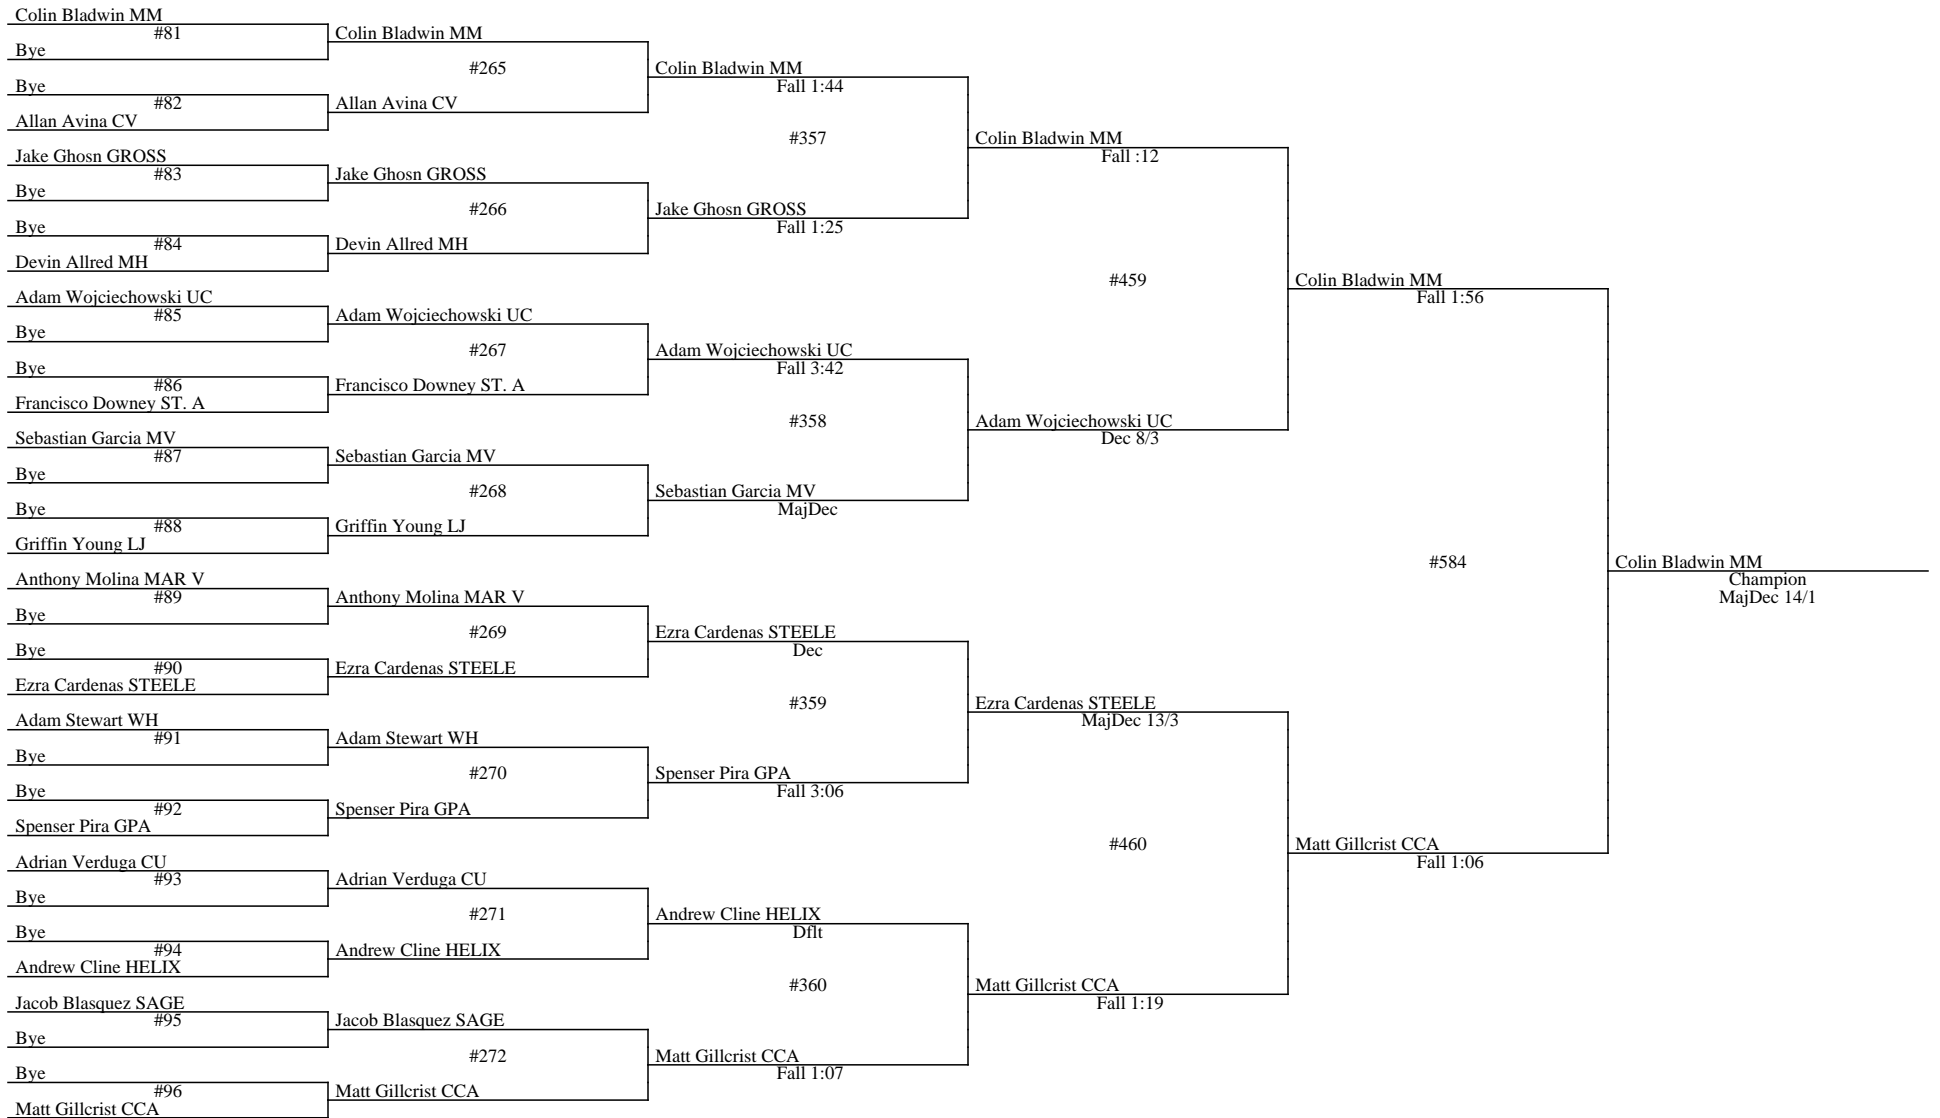 Colin Bladwin MM
#81
Bye
Bye
#82
Allan Avina CV
Jake Ghosn GROSS
#83
Bye
Bye
#84
Devin Allred MH
Adam Wojciechowski UC
#85
Bye
Bye
#86
Francisco Downey ST. A
Sebastian Garcia MV
#87
Bye
Bye
#88
Griffin Young LJ
Anthony Molina MAR V
#89
Bye
Bye
#90
Ezra Cardenas STEELE
Adam Stewart WH
#91
Bye
Bye
#92
Spenser Pira GPA
Adrian Verduga CU
#93
Bye
Bye
#94
Andrew Cline HELIX
Jacob Blasquez SAGE
#95
Bye
Bye
#96
Matt Gillcrist CCA
Colin Bladwin MM
#265
Allan Avina CV
Jake Ghosn GROSS
#266
Devin Allred MH
Adam Wojciechowski UC
#267
Francisco Downey ST. A
Sebastian Garcia MV
#268
Griffin Young LJ
Anthony Molina MAR V
#269
Ezra Cardenas STEELE
Adam Stewart WH
#270
Spenser Pira GPA
Adrian Verduga CU
#271
Andrew Cline HELIX
Jacob Blasquez SAGE
#272
Matt Gillcrist CCA
Colin Bladwin MM
Fall 1:44
#357
Jake Ghosn GROSS
Fall 1:25
Adam Wojciechowski UC
Fall 3:42
#358
Sebastian Garcia MV
MajDec
Ezra Cardenas STEELE
Dec
#359
Spenser Pira GPA
Fall 3:06
Andrew Cline HELIX
Dflt
#360
Matt Gillcrist CCA
Fall 1:07
Colin Bladwin MM
Fall :12
#459
Adam Wojciechowski UC
Dec 8/3
Ezra Cardenas STEELE
MajDec 13/3
#460
Matt Gillcrist CCA
Fall 1:19
Colin Bladwin MM
Fall 1:56
#584
Matt Gillcrist CCA
Fall 1:06
Colin Bladwin MM
Champion
MajDec 14/1